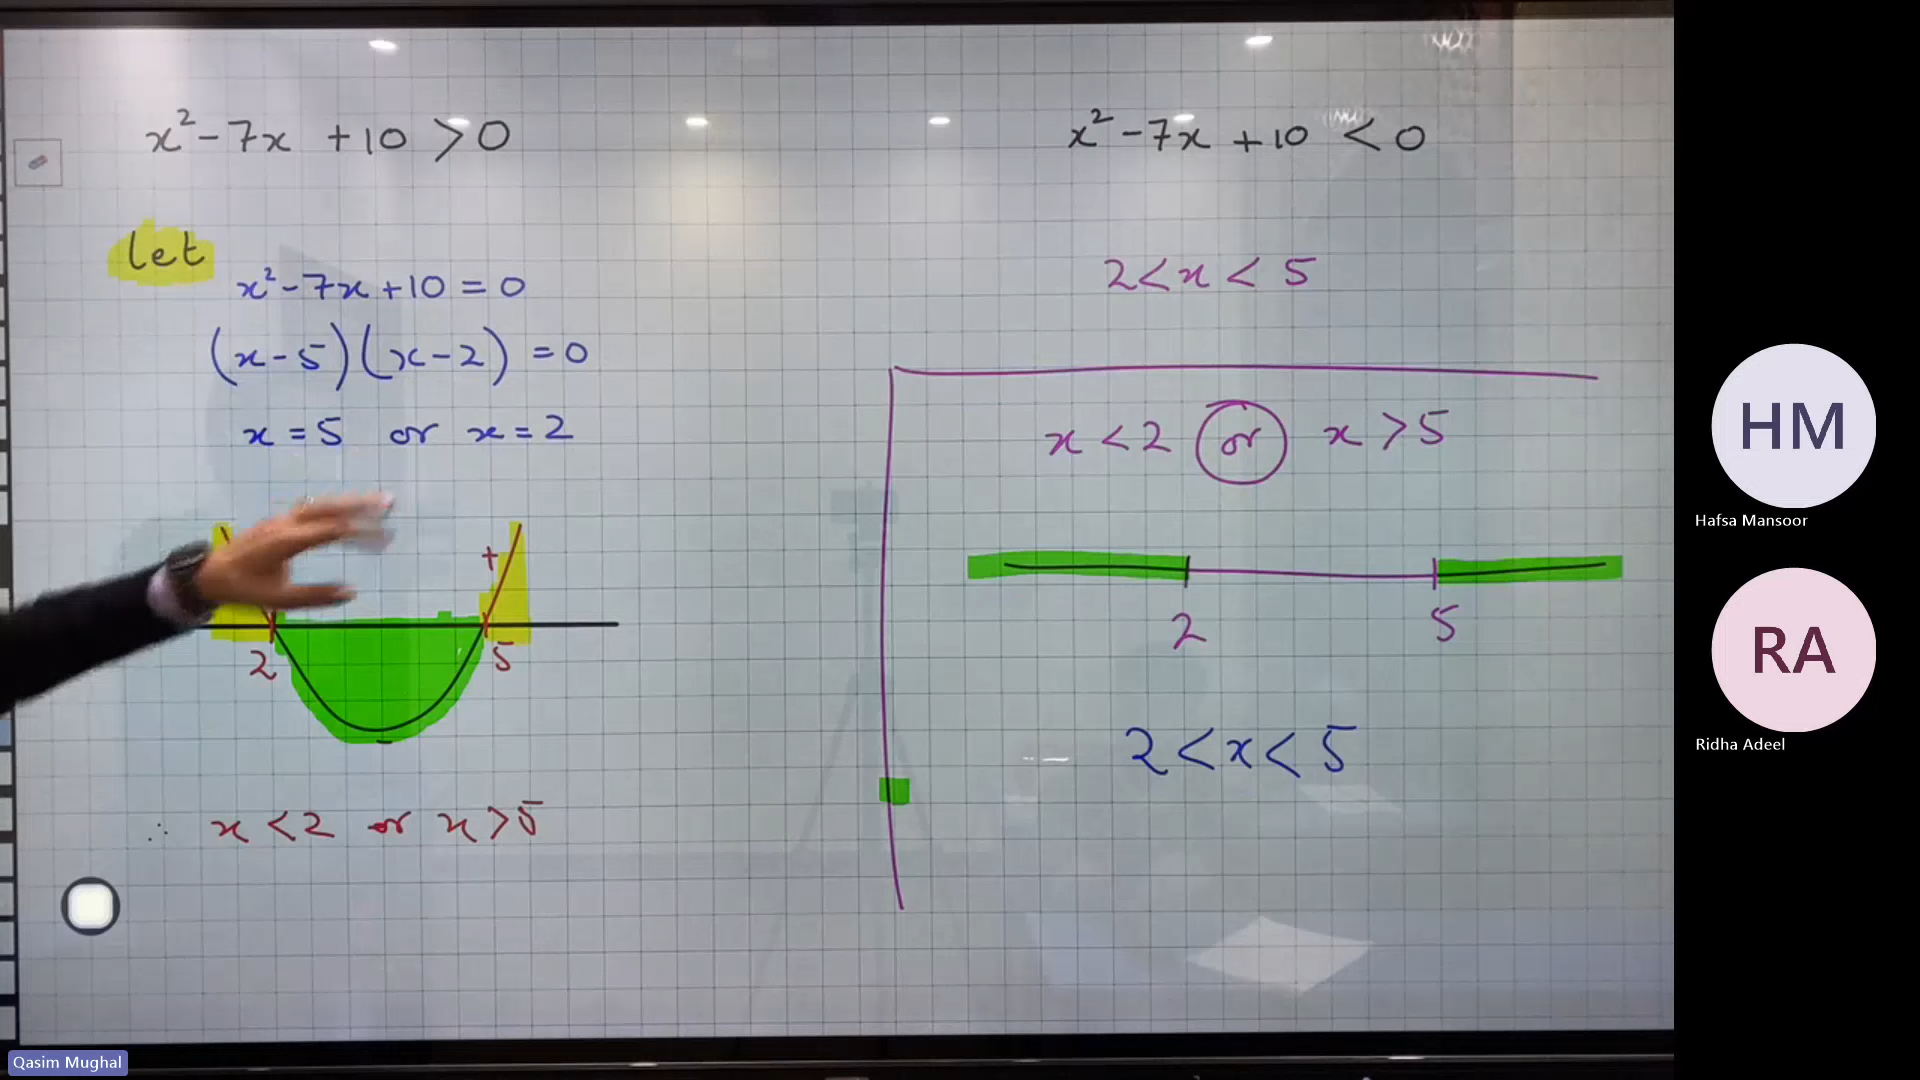 x² - 7x + 10 > 0
let
x² - 7x + 10 = 0
(x - 5)(x - 2) = 0
x = 5 or x = 2
+
2 5
-
∴ x < 2 or x > 5
x² - 7x + 10 < 0
2 < x < 5
x < 2 or x > 5
2 5
2 < x < 5
HM
Hafsa Mansoor
RA
Ridha Adeel
Qasim Mughal